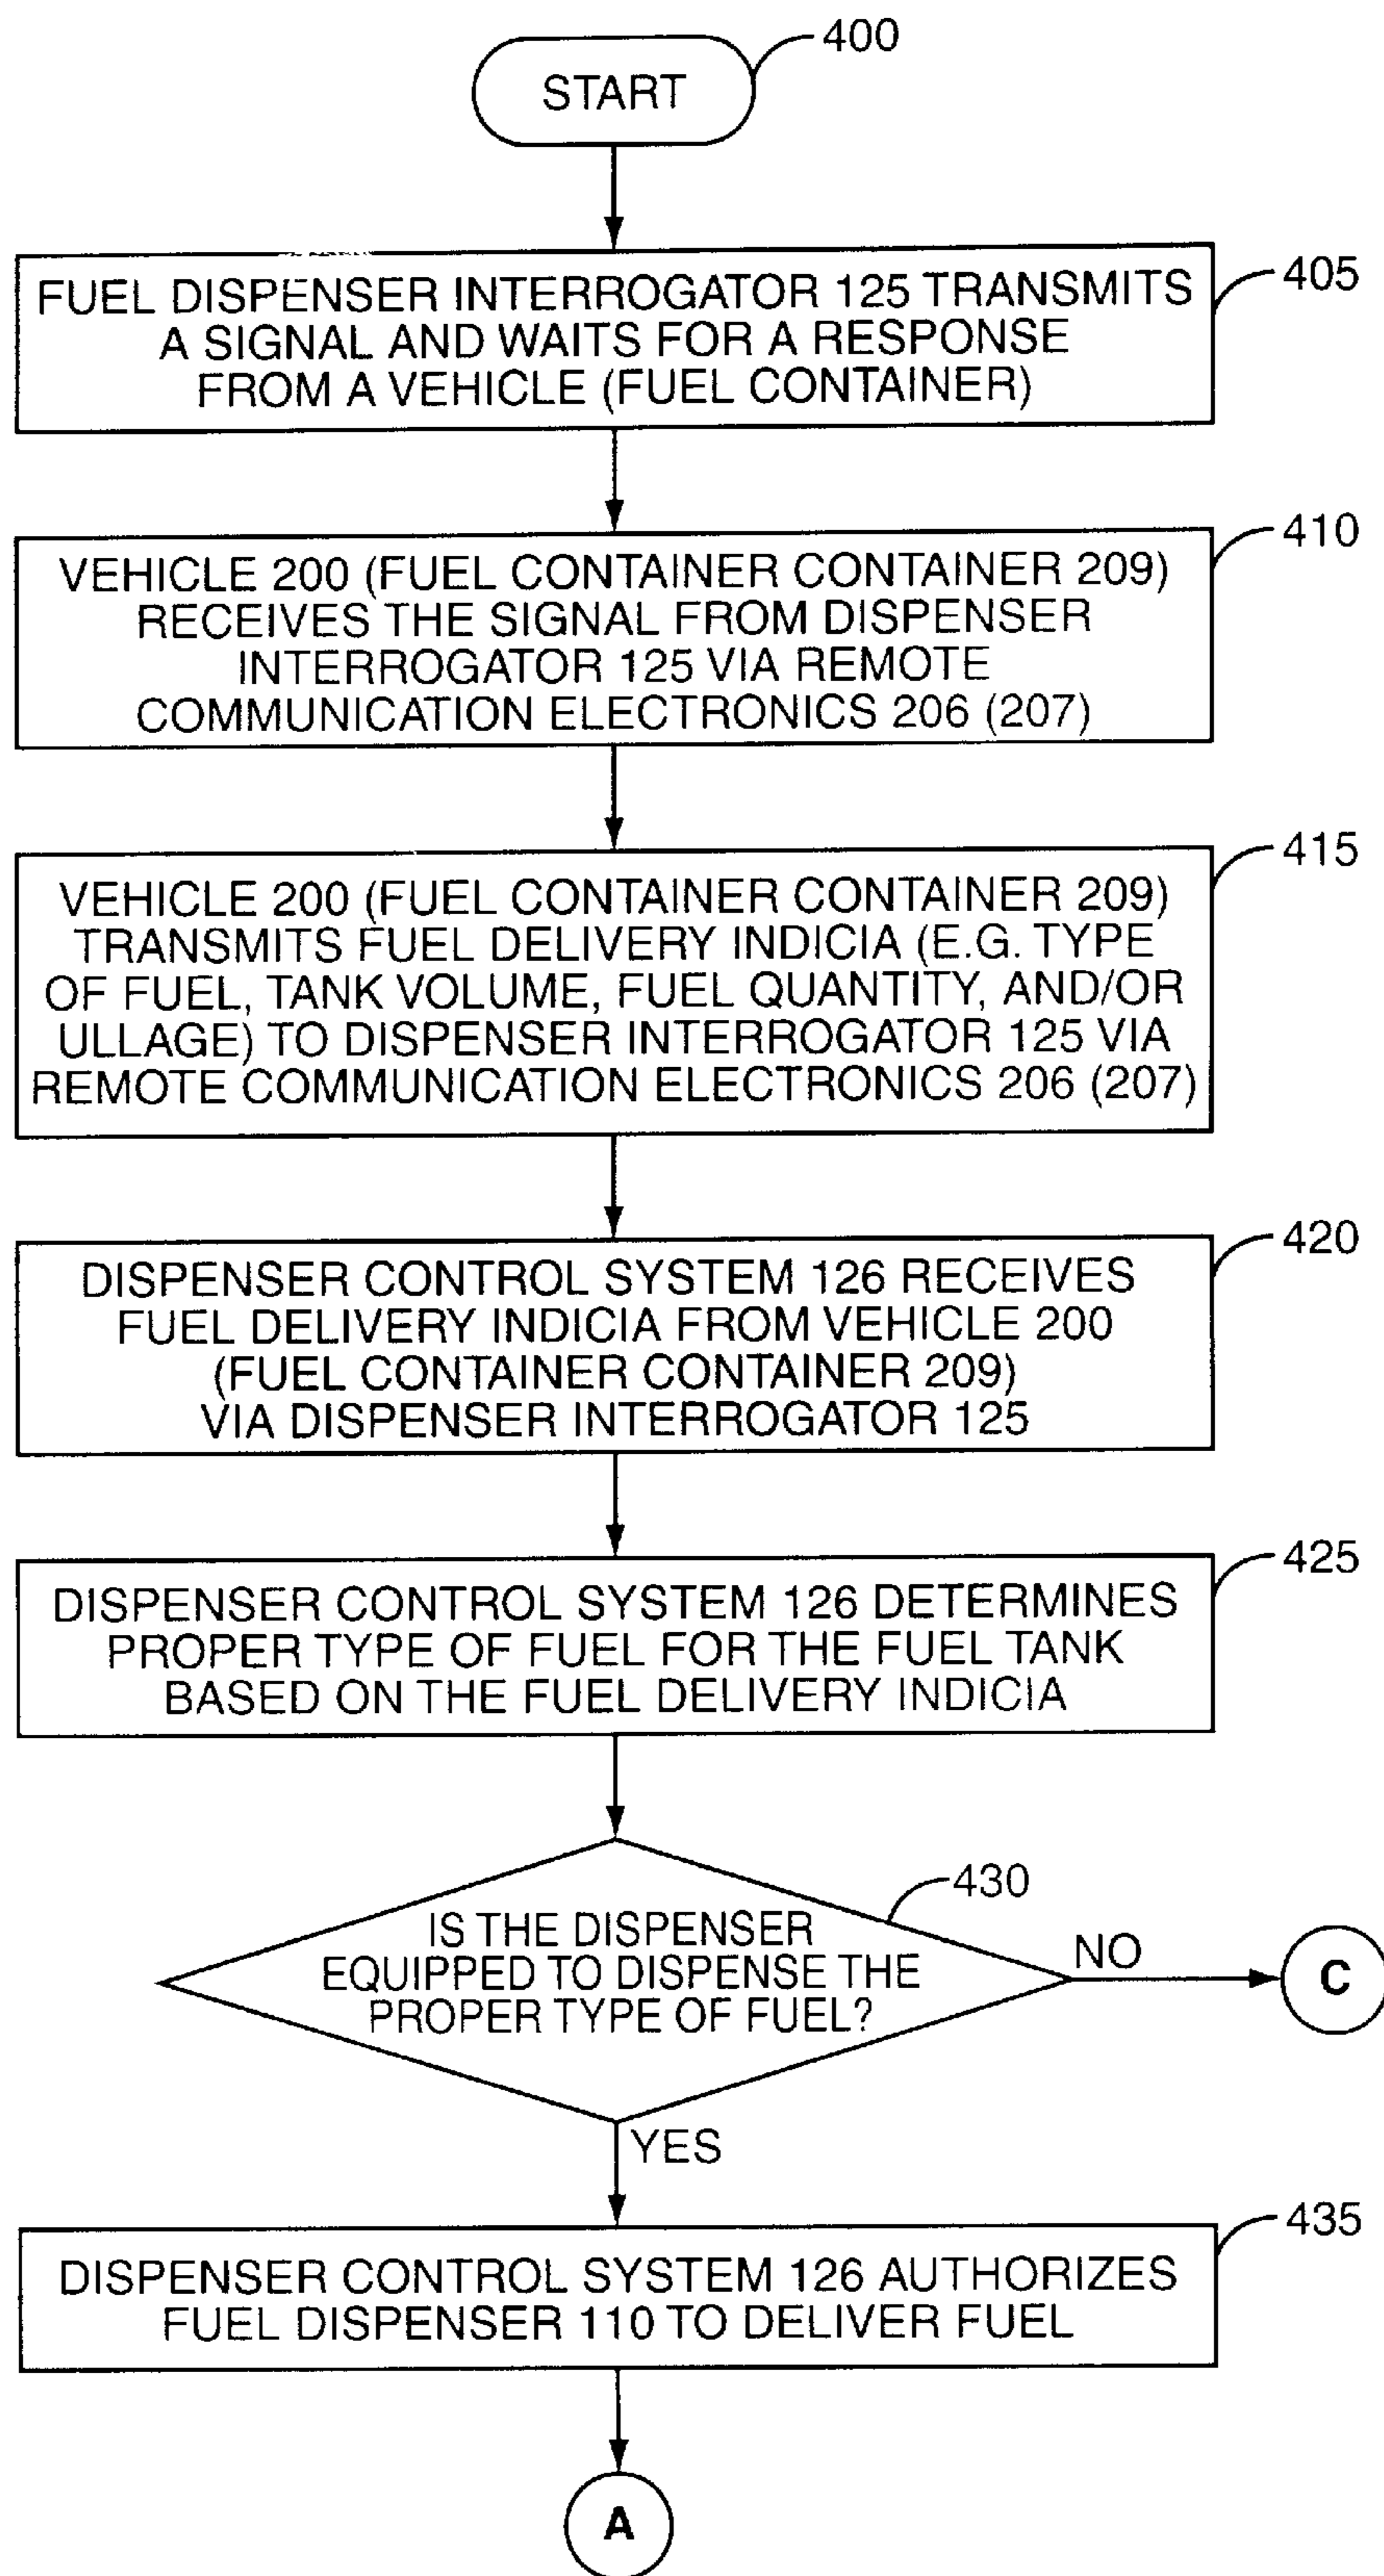 400
START
405
FUEL DISPENSER INTERROGATOR 125 TRANSMITS
A SIGNAL AND WAITS FOR A RESPONSE
FROM A VEHICLE (FUEL CONTAINER)
410
VEHICLE 200 (FUEL CONTAINER CONTAINER 209)
RECEIVES THE SIGNAL FROM DISPENSER
INTERROGATOR 125 VIA REMOTE
COMMUNICATION ELECTRONICS 206 (207)
415
VEHICLE 200 (FUEL CONTAINER CONTAINER 209)
TRANSMITS FUEL DELIVERY INDICIA (E.G. TYPE
OF FUEL, TANK VOLUME, FUEL QUANTITY, AND/OR
ULLAGE) TO DISPENSER INTERROGATOR 125 VIA
REMOTE COMMUNICATION ELECTRONICS 206 (207)
420
DISPENSER CONTROL SYSTEM 126 RECEIVES
FUEL DELIVERY INDICIA FROM VEHICLE 200
(FUEL CONTAINER CONTAINER 209)
VIA DISPENSER INTERROGATOR 125
425
DISPENSER CONTROL SYSTEM 126 DETERMINES
PROPER TYPE OF FUEL FOR THE FUEL TANK
BASED ON THE FUEL DELIVERY INDICIA
430
IS THE DISPENSER
EQUIPPED TO DISPENSE THE
PROPER TYPE OF FUEL?
NO
C
YES
435
DISPENSER CONTROL SYSTEM 126 AUTHORIZES
FUEL DISPENSER 110 TO DELIVER FUEL
A